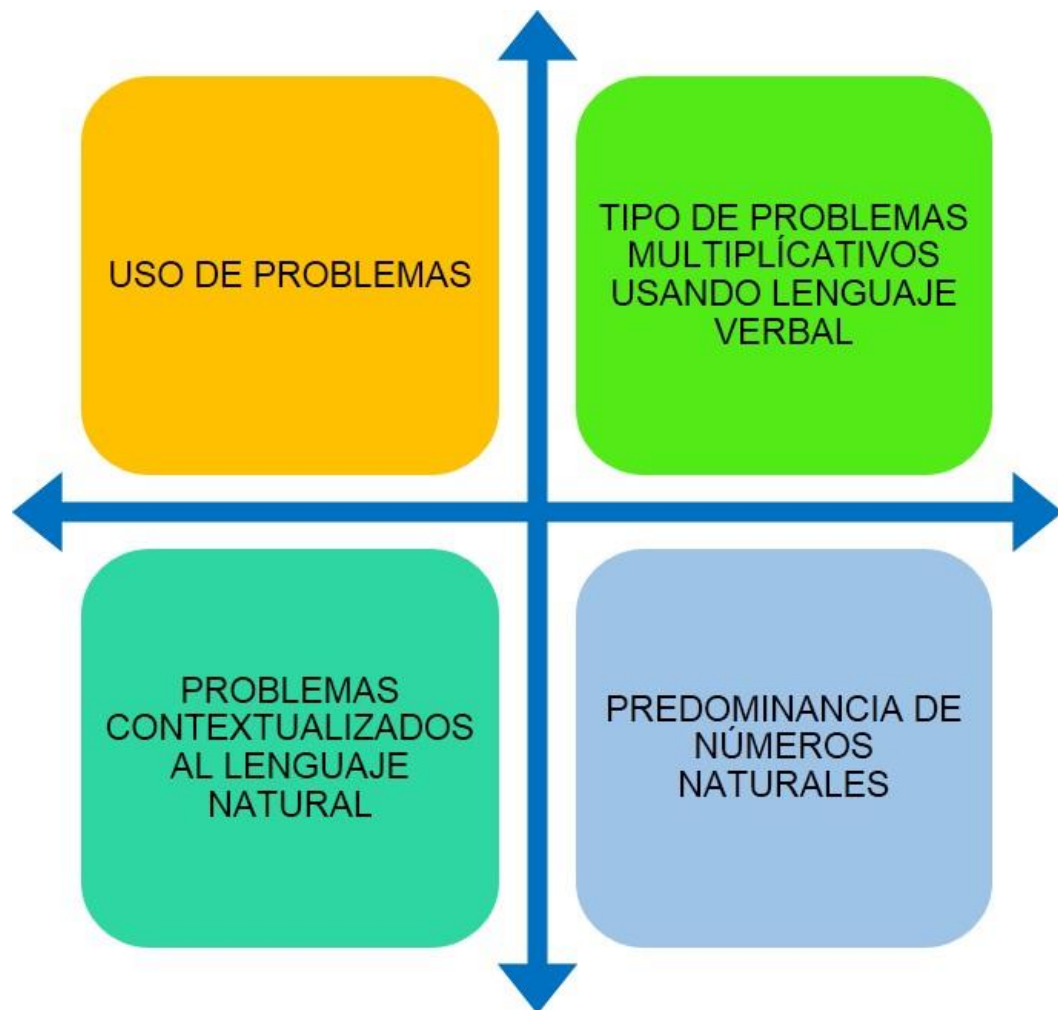 USO DE PROBLEMAS
TIPO DE PROBLEMAS
MULTIPLÍCATIVOS
USANDO LENGUAJE
VERBAL
PROBLEMAS
CONTEXTUALIZADOS
AL LENGUAJE
NATURAL
PREDOMINANCIA DE
NÚMEROS
NATURALES